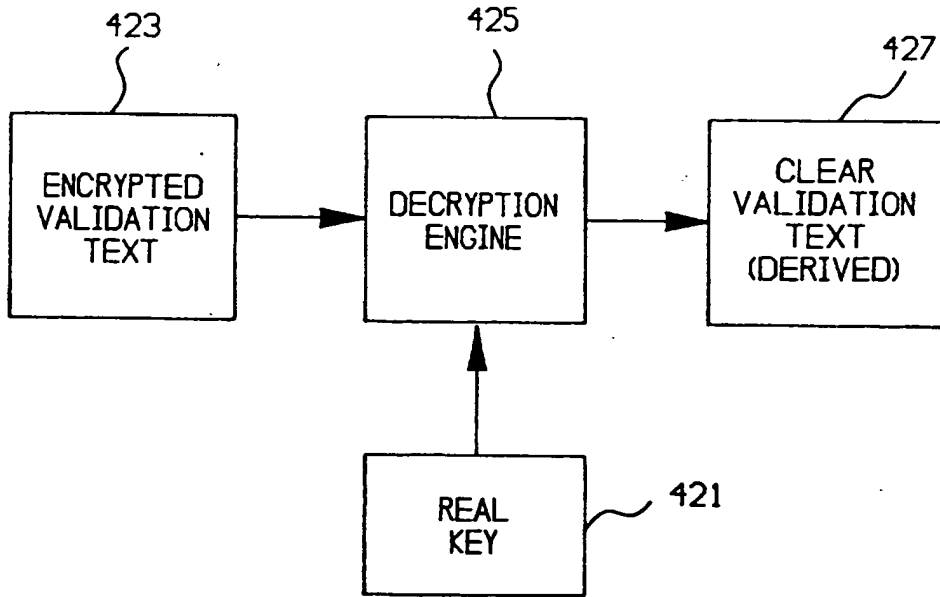 423
425
427
ENCRYPTED
VALIDATION
TEXT
DECRYPTION
ENGINE
CLEAR
VALIDATION
TEXT
(DERIVED)
REAL
KEY
421